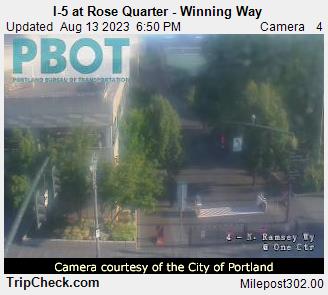 I-5 at Rose Quarter - Winning Way
Updated Aug 13 2023 6:50 PM Camera 4
PBOT
PORTLAND BUREAU OF TRANSPORTATION
4 - N. Ramsey Wy
@ One Ctr
Camera courtesy of the City of Portland
TripCheck.com Milepost302.00